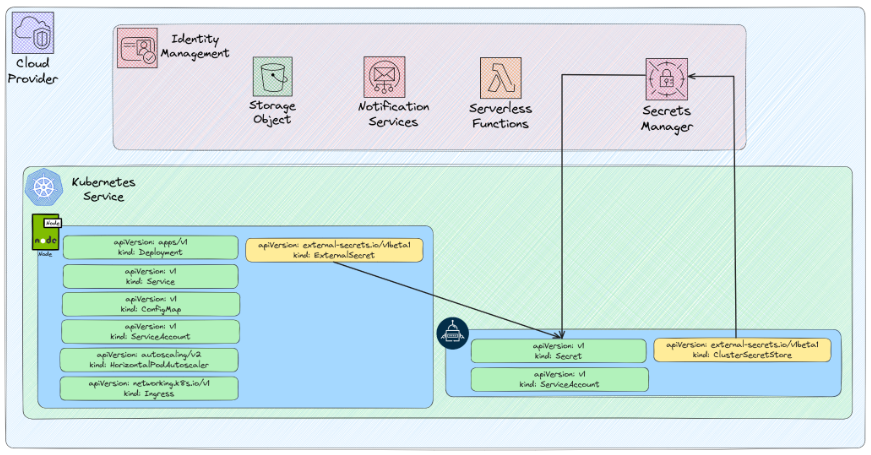 Cloud
Provider
Identity
Management
Storage
Object
Notification
Services
Serverless
Functions
Secrets
Manager
Kubernetes
Service
Node
node
Node
apiVersion: apps/v1
kind: Deployment
apiVersion: v1
kind: Service
apiVersion: v1
kind: ConfigMap
apiVersion: v1
kind: ServiceAccount
apiVersion: autoscaling/v2
kind: HorizontalPodAutoscaler
apiVersion: networking.k8s.io/v1
kind: Ingress
apiVersion: external-secrets.io/v1beta1
kind: ExternalSecret
apiVersion: v1
kind: Secret
apiVersion: v1
kind: ServiceAccount
apiVersion: external-secrets.io/v1beta1
kind: ClusterSecretStore